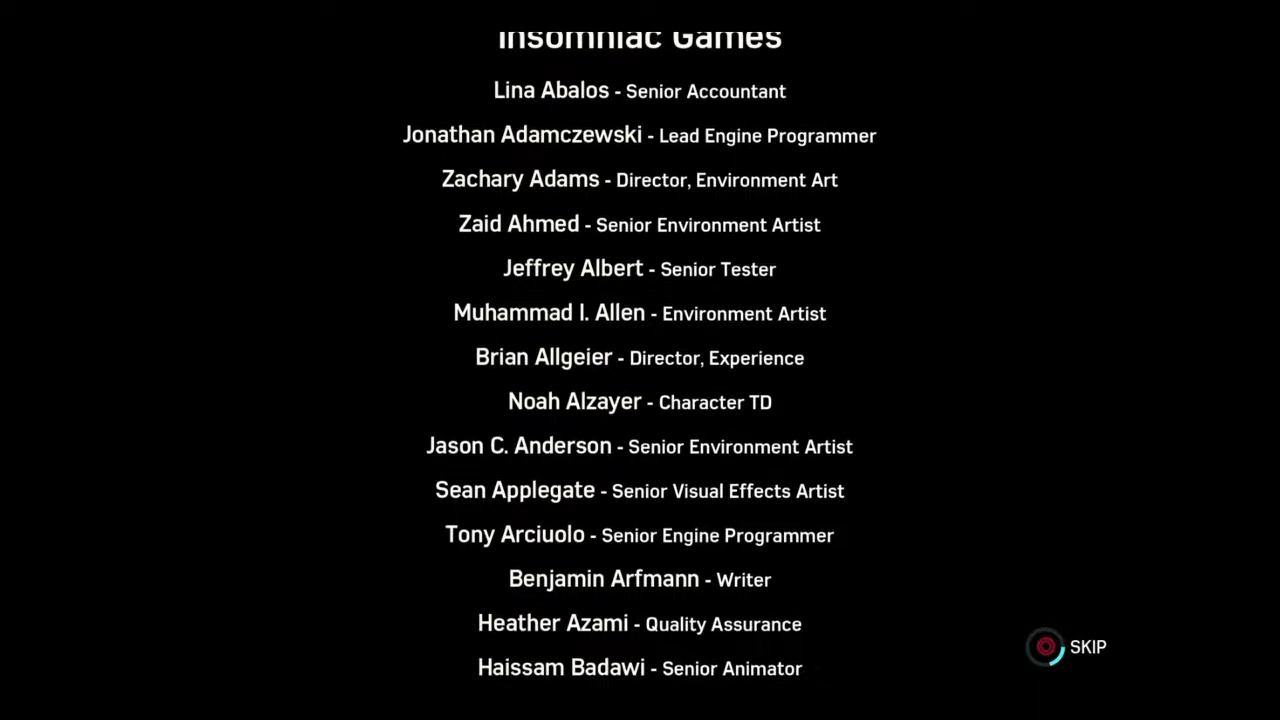 Insomniac Games
Lina Abalos - Senior Accountant
Jonathan Adamczewski - Lead Engine Programmer
Zachary Adams - Director, Environment Art
Zaid Ahmed - Senior Environment Artist
Jeffrey Albert - Senior Tester
Muhammad I. Allen - Environment Artist
Brian Allgeier - Director, Experience
Noah Alzayer - Character TD
Jason C. Anderson - Senior Environment Artist
Sean Applegate - Senior Visual Effects Artist
Tony Arciuolo - Senior Engine Programmer
Benjamin Arfmann - Writer
Heather Azami - Quality Assurance
SKIP
Haissam Badawi - Senior Animator